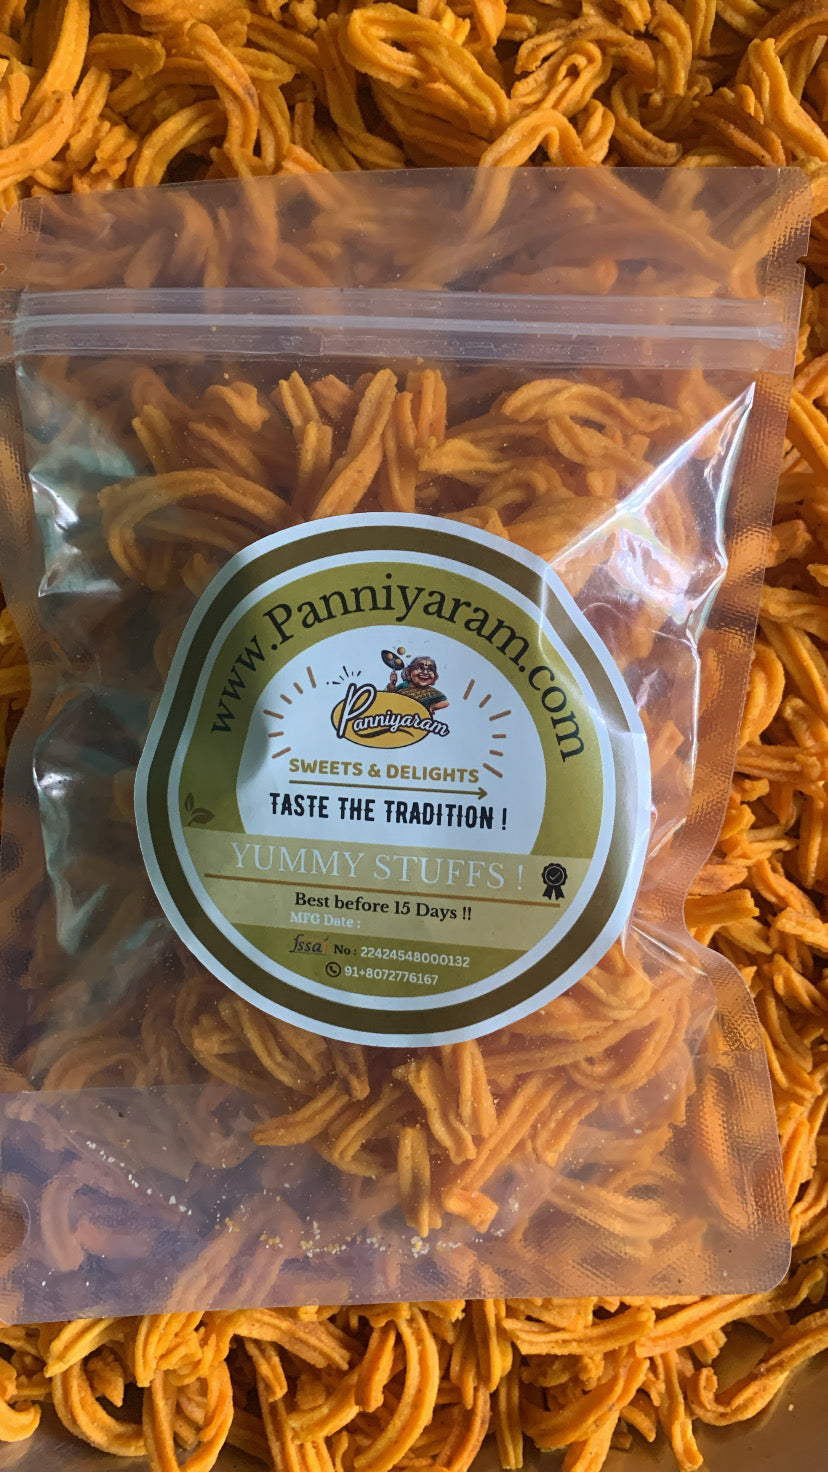 www.Panniyaram.com
Panniyaram
SWEETS & DELIGHTS
TASTE THE TRADITION !
YUMMY STUFFS !
Best before 15 Days !!
MFG Date :
fssai No : 22424548000132
91+8072776167